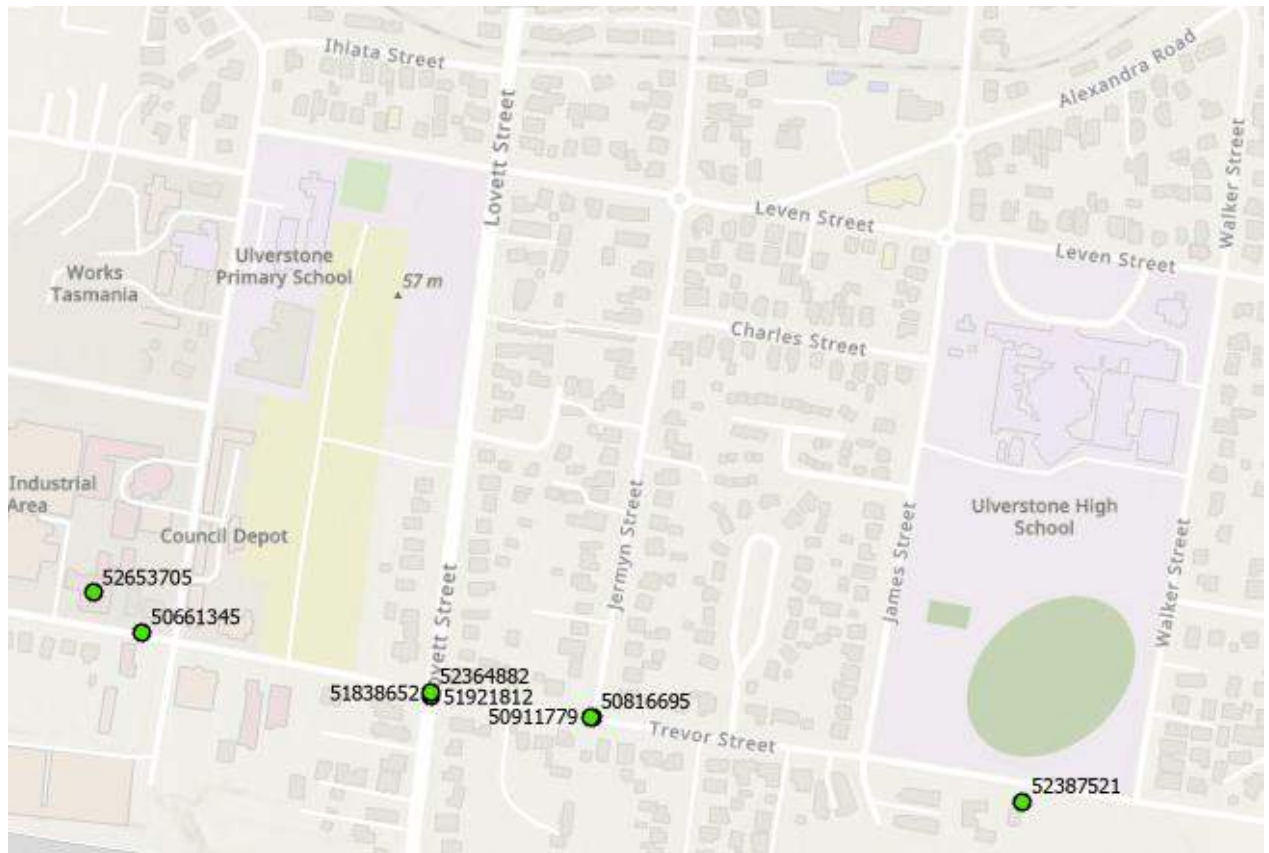 Ihlata Street
Lovett Street
Alexandra Road
Walker Street
Leven Street
Leven Street
Ulverstone
Primary School
Works
Tasmania
57 m
Charles Street
Industrial
Area
Council Depot
Jermyn Street
James Street
Ulverstone High
School
Walker Street
52653705
50661345
Lovett Street
52364882
51838652
51921812
50816695
50911779
Trevor Street
52387521